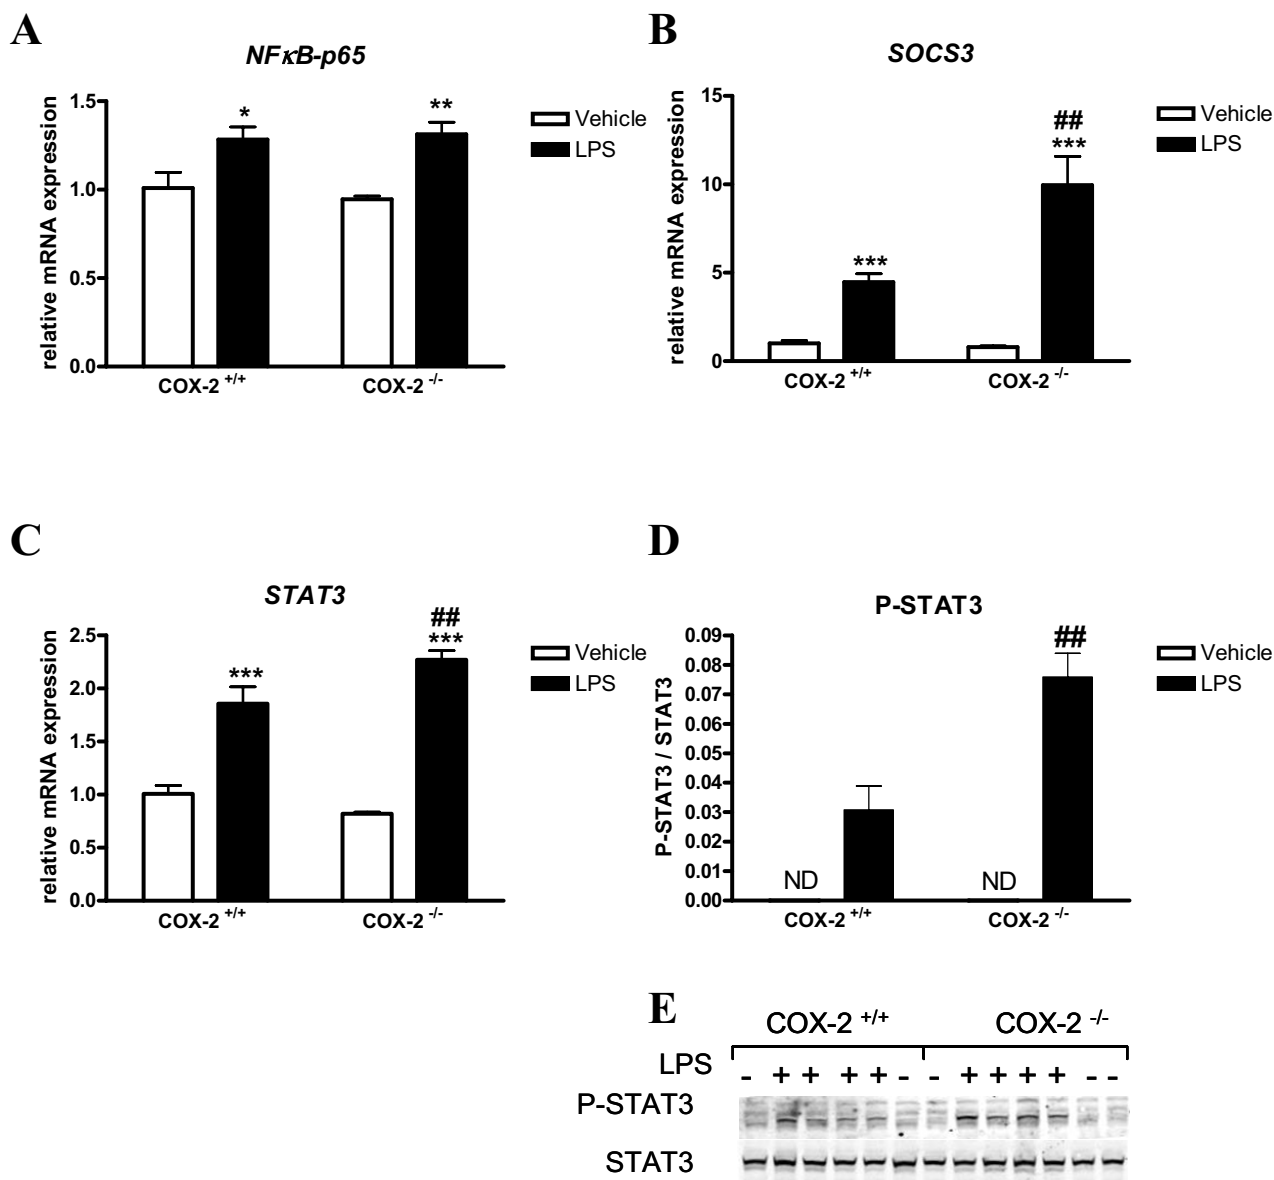 A
NFκB-p65
relative mRNA expression
1.5
1.0
0.5
0.0
*
**
COX-2 +/+
COX-2 -/-
Vehicle
LPS
B
SOCS3
relative mRNA expression
15
10
5
0
***
##
***
COX-2 +/+
COX-2 -/-
Vehicle
LPS
C
STAT3
relative mRNA expression
2.5
2.0
1.5
1.0
0.5
0.0
***
##
***
COX-2 +/+
COX-2 -/-
Vehicle
LPS
D
P-STAT3
P-STAT3 / STAT3
0.09
0.08
0.07
0.06
0.05
0.04
0.03
0.02
0.01
0.00
ND
ND
##
COX-2 +/+
COX-2 -/-
Vehicle
LPS
E
COX-2 +/+ COX-2 -/-
LPS - + + + + - - + + + + - -
P-STAT3
STAT3